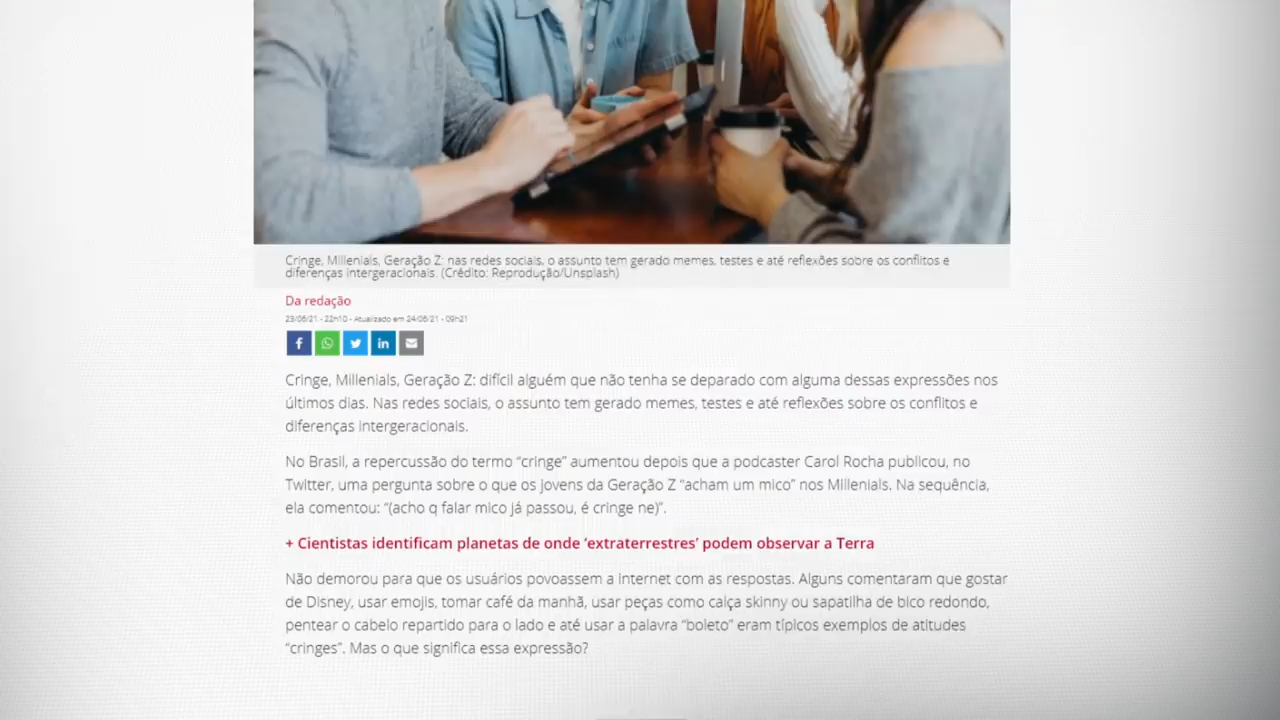 Cringe, Millenials, Geração Z: nas redes sociais, o assunto tem gerado memes, testes e até reflexões sobre os conflitos e
diferenças intergeracionais. (Crédito: Reprodução/Unsplash)
Da redação
23/06/21 - 22h10 - Atualizado em 24/06/21 - 09h21
Cringe, Millenials, Geração Z: difícil alguém que não tenha se deparado com alguma dessas expressões nos
últimos dias. Nas redes sociais, o assunto tem gerado memes, testes e até reflexões sobre os conflitos e
diferenças intergeracionais.
No Brasil, a repercussão do termo “cringe” aumentou depois que a podcaster Carol Rocha publicou, no
Twitter, uma pergunta sobre o que os jovens da Geração Z “acham um mico” nos Millenials. Na sequência,
ela comentou: “(acho q falar mico já passou, é cringe ne)”.
+ Cientistas identificam planetas de onde ‘extraterrestres’ podem observar a Terra
Não demorou para que os usuários povoassem a internet com as respostas. Alguns comentaram que gostar
de Disney, usar emojis, tomar café da manhã, usar peças como calça skinny ou sapatilha de bico redondo,
pentear o cabelo repartido para o lado e até usar a palavra “boleto” eram típicos exemplos de atitudes
“cringes”. Mas o que significa essa expressão?